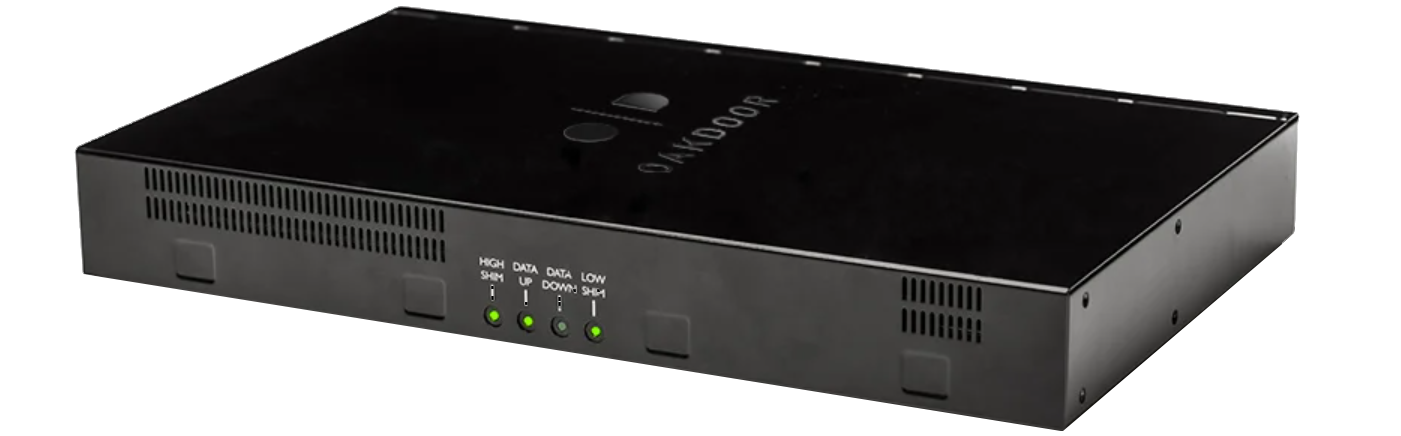 OAKDOOR
HIGH SHIM
DATA UP
DATA DOWN
LOW SHIM